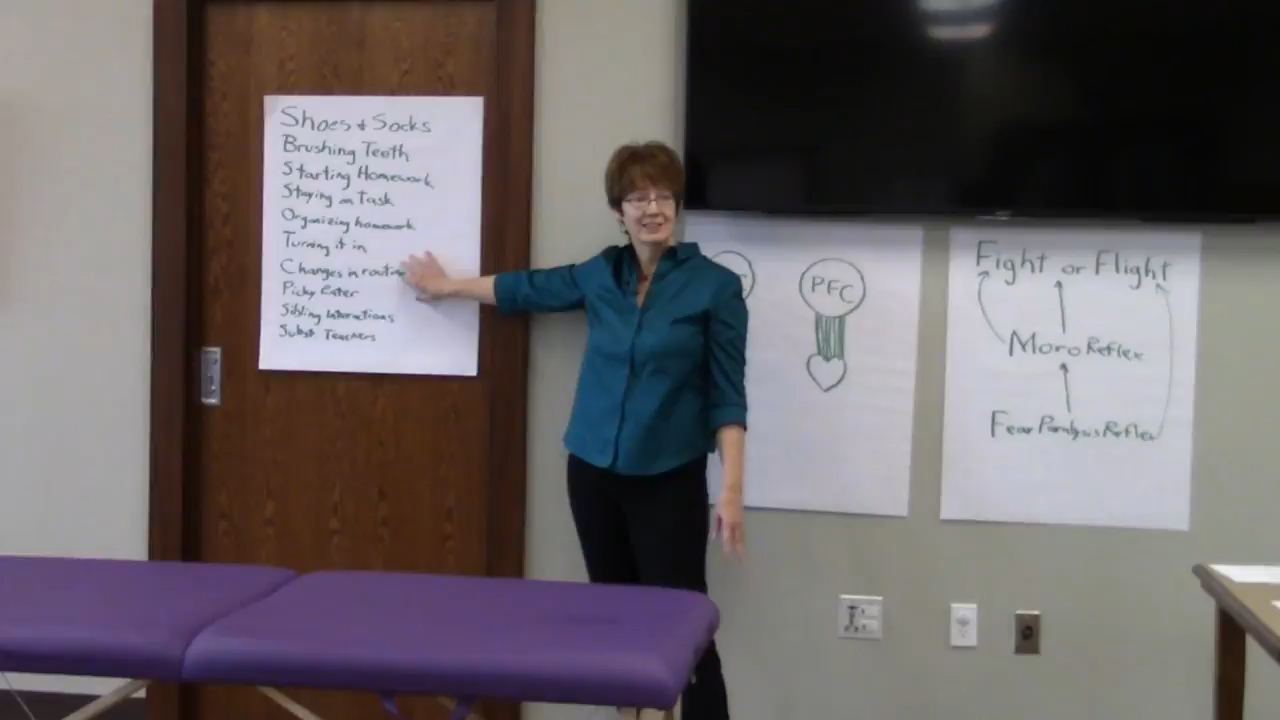 Shoes & Socks
Brushing Teeth
Starting Homework
Staying on Task
Organizing homework
Turning it in
Changes in routine
Picky Eater
Sibling Interactions
Subst. Teachers
PFC
Fight or Flight
Moro Reflex
Fear Paralysis Reflex